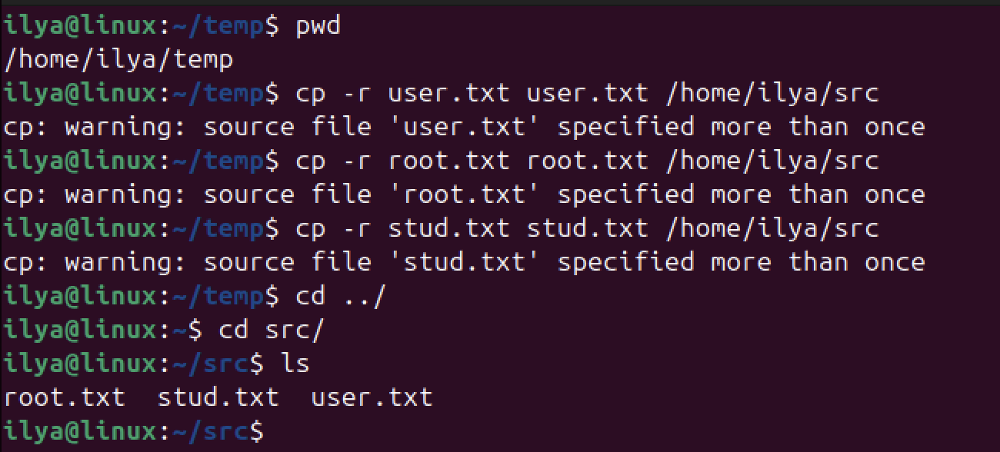 ilya@linux:~/temp$ pwd
/home/ilya/temp
ilya@linux:~/temp$ cp -r user.txt user.txt /home/ilya/src
cp: warning: source file 'user.txt' specified more than once
ilya@linux:~/temp$ cp -r root.txt root.txt /home/ilya/src
cp: warning: source file 'root.txt' specified more than once
ilya@linux:~/temp$ cp -r stud.txt stud.txt /home/ilya/src
cp: warning: source file 'stud.txt' specified more than once
ilya@linux:~/temp$ cd ../
ilya@linux:~$ cd src/
ilya@linux:~/src$ ls
root.txt  stud.txt  user.txt
ilya@linux:~/src$